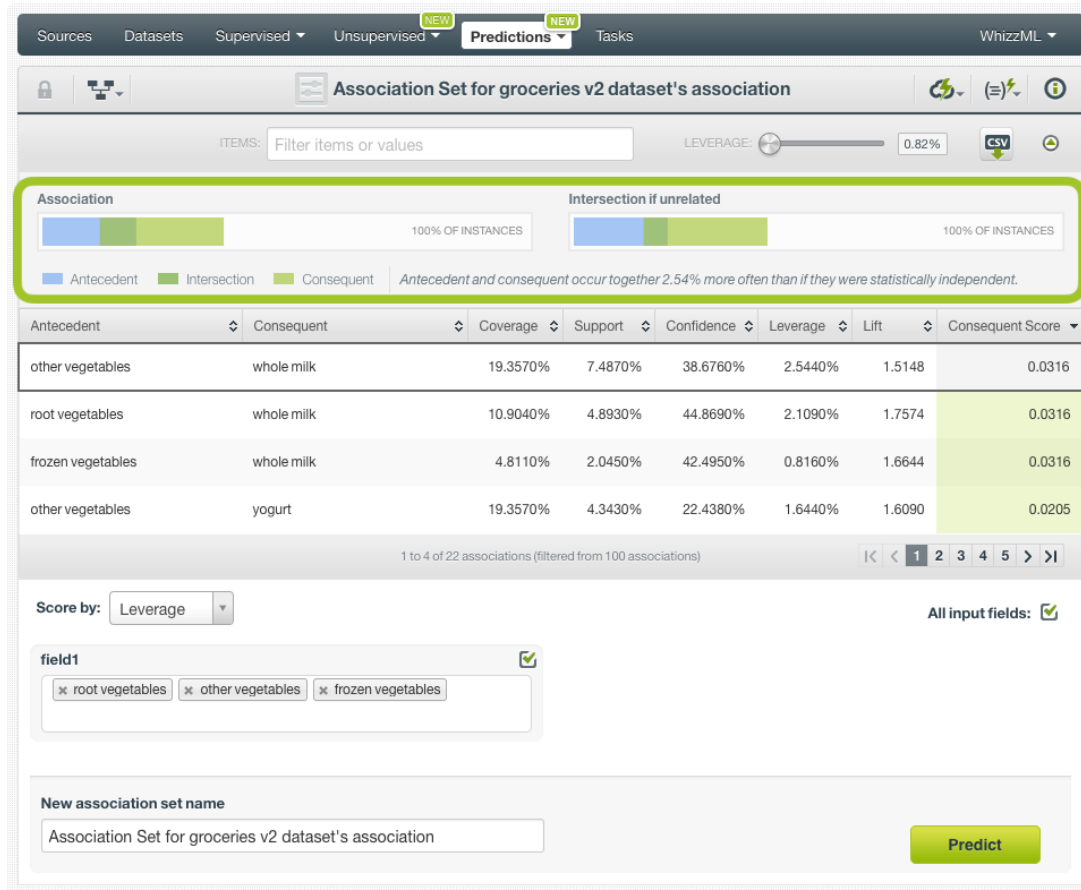 NEW NEW
Sources Datasets Supervised Unsupervised Predictions Tasks WhizzML
Association Set for groceries v2 dataset's association
ITEMS: Filter items or values LEVERAGE: 0.82% CSV
Association Intersection if unrelated
100% OF INSTANCES 100% OF INSTANCES
Antecedent Intersection Consequent Antecedent and consequent occur together 2.54% more often than if they were statistically independent.
Antecedent Consequent Coverage Support Confidence Leverage Lift Consequent Score
other vegetables whole milk 19.3570% 7.4870% 38.6760% 2.5440% 1.5148 0.0316
root vegetables whole milk 10.9040% 4.8930% 44.8690% 2.1090% 1.7574 0.0316
frozen vegetables whole milk 4.8110% 2.0450% 42.4950% 0.8160% 1.6644 0.0316
other vegetables yogurt 19.3570% 4.3430% 22.4380% 1.6440% 1.6090 0.0205
1 to 4 of 22 associations (filtered from 100 associations) 1 2 3 4 5
Score by: Leverage All input fields:
field1
root vegetables other vegetables frozen vegetables
New association set name
Association Set for groceries v2 dataset's association
Predict